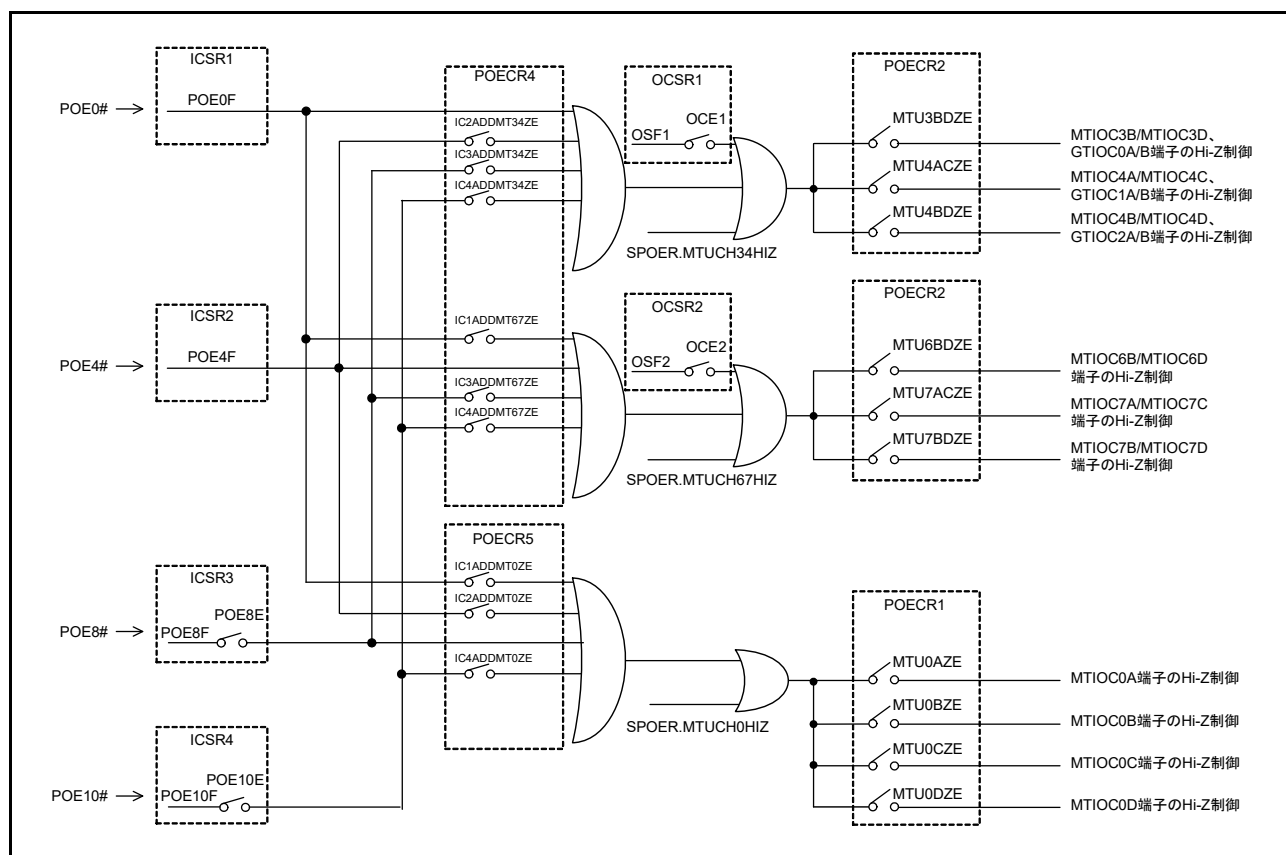 ICSR1
POE0#
POE0F
POECR4
IC2ADDMT34ZE
IC3ADDMT34ZE
IC4ADDMT34ZE
OCSR1
OSF1
OCE1
SPOER.MTUCH34HIZ
POECR2
MTU3BDZE
MTU4ACZE
MTU4BDZE
MTIOC3B/MTIOC3D、
GTIOC0A/B端子のHi-Z制御
MTIOC4A/MTIOC4C、
GTIOC1A/B端子のHi-Z制御
MTIOC4B/MTIOC4D、
GTIOC2A/B端子のHi-Z制御
ICSR2
POE4#
POE4F
IC1ADDMT67ZE
IC3ADDMT67ZE
IC4ADDMT67ZE
OCSR2
OSF2
OCE2
SPOER.MTUCH67HIZ
POECR2
MTU6BDZE
MTU7ACZE
MTU7BDZE
MTIOC6B/MTIOC6D
端子のHi-Z制御
MTIOC7A/MTIOC7C
端子のHi-Z制御
MTIOC7B/MTIOC7D
端子のHi-Z制御
ICSR3
POE8#
POE8F
POE8E
POECR5
IC1ADDMT0ZE
IC2ADDMT0ZE
IC4ADDMT0ZE
SPOER.MTUCH0HIZ
POECR1
MTU0AZE
MTU0BZE
MTU0CZE
MTU0DZE
MTIOC0A端子のHi-Z制御
MTIOC0B端子のHi-Z制御
MTIOC0C端子のHi-Z制御
MTIOC0D端子のHi-Z制御
ICSR4
POE10#
POE10F
POE10E